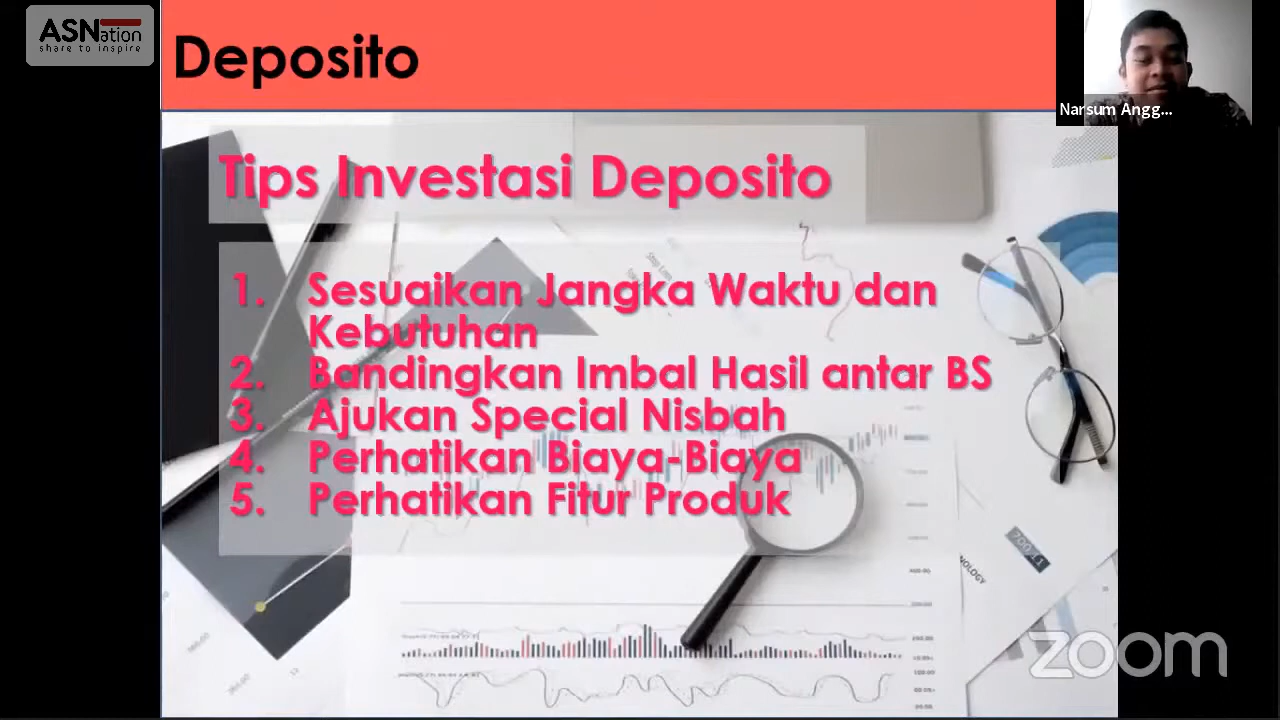 ASNation
share to inspire
Deposito
Narsum Angg...
Tips Investasi Deposito
1. Sesuaikan Jangka Waktu dan
Kebutuhan
2. Bandingkan Imbal Hasil antar BS
3. Ajukan Special Nisbah
4. Perhatikan Biaya-Biaya
5. Perhatikan Fitur Produk
zoom